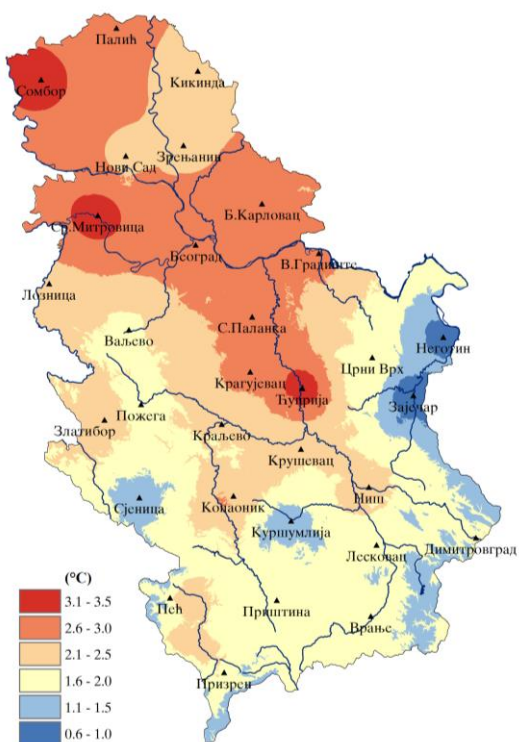 Палић
Кикинда
Сомбор
Зрењанин
Нови Сад
Б.Карловац
Ср.Митровица
Београд
В.Градиште
Лозница
С.Паланка
Ваљево
Неготин
Црни Врх
Крагујевац
Ћуприја
Зајечар
Пожега
Златибор
Краљево
Крушевац
Ниш
Копаоник
Сјеница
Куршумлија
Димитровград
Лесковац
(°C)
3.1 - 3.5
2.6 - 3.0
2.1 - 2.5
1.6 - 2.0
1.1 - 1.5
0.6 - 1.0
Пећ
Приштина
Врање
Призрен